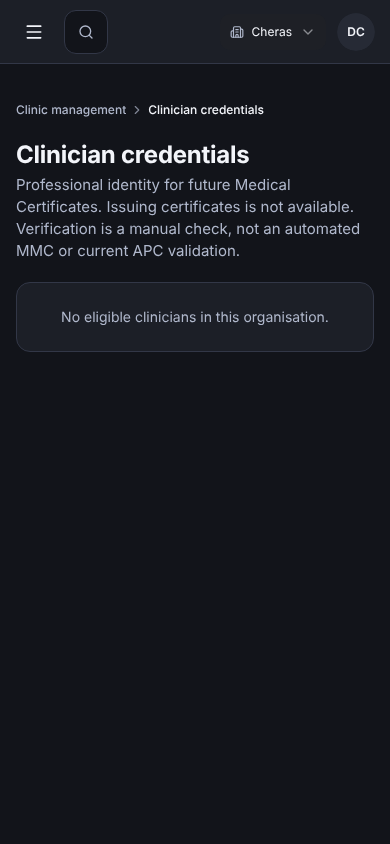 Cheras
DC
Clinic management > Clinician credentials
Clinician credentials
Professional identity for future Medical
Certificates. Issuing certificates is not available.
Verification is a manual check, not an automated
MMC or current APC validation.
No eligible clinicians in this organisation.